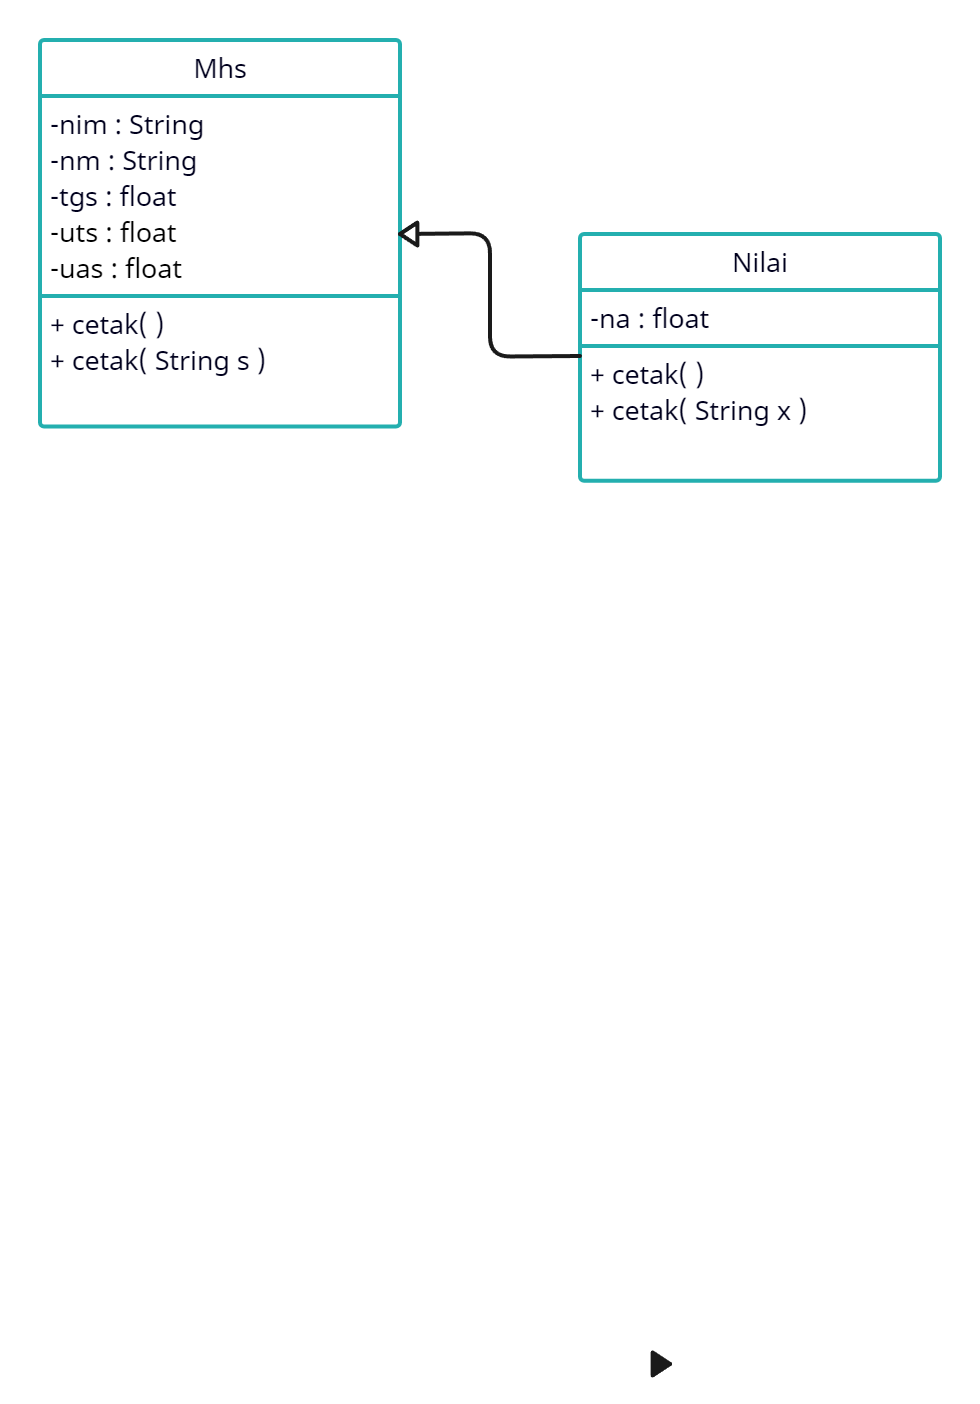 Mhs
-nim : String
-nm : String
-tgs : float
-uts : float
-uas : float
+ cetak( )
+ cetak( String s )
Nilai
-na : float
+ cetak( )
+ cetak( String x )